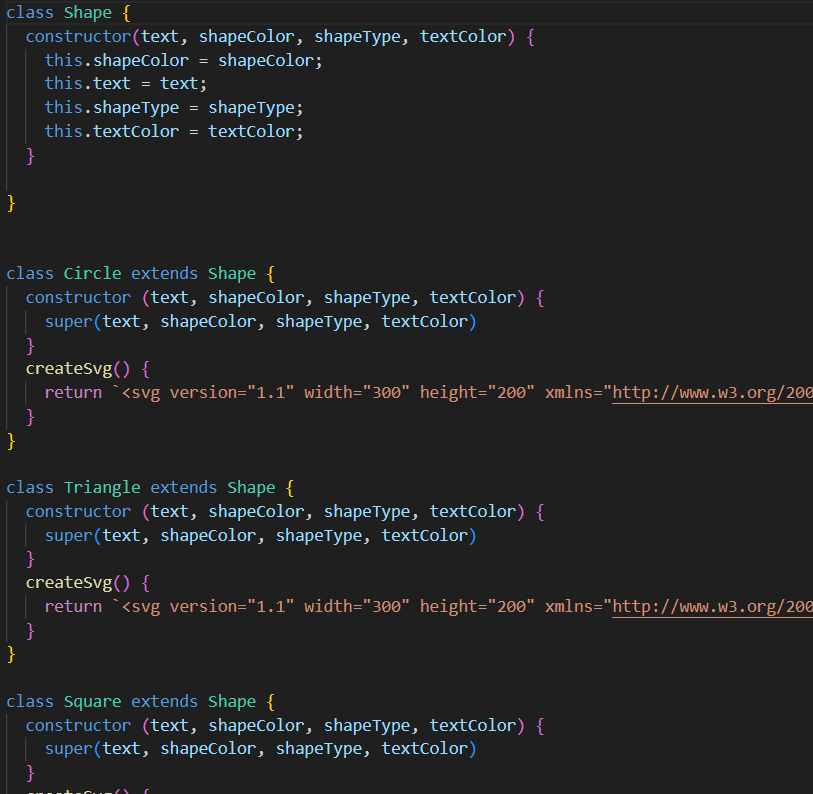 class Shape {
constructor(text, shapeColor, shapeType, textColor) {
this.shapeColor = shapeColor;
this.text = text;
this.shapeType = shapeType;
this.textColor = textColor;
}
}
class Circle extends Shape {
constructor (text, shapeColor, shapeType, textColor) {
super(text, shapeColor, shapeType, textColor)
}
createSvg() {
return `<svg version="1.1" width="300" height="200" xmlns="http://www.w3.org/200
}
}
class Triangle extends Shape {
constructor (text, shapeColor, shapeType, textColor) {
super(text, shapeColor, shapeType, textColor)
}
createSvg() {
return `<svg version="1.1" width="300" height="200" xmlns="http://www.w3.org/200
}
}
class Square extends Shape {
constructor (text, shapeColor, shapeType, textColor) {
super(text, shapeColor, shapeType, textColor)
}
createSvg() {